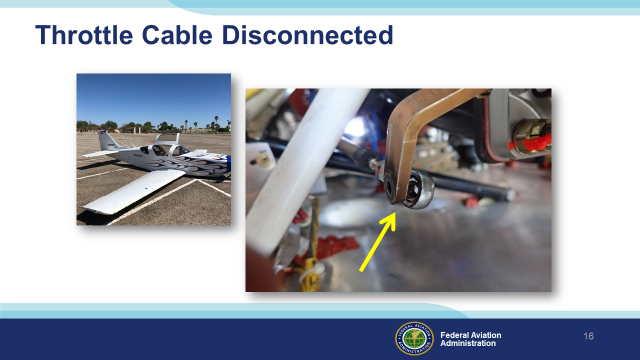 Throttle Cable Disconnected
Federal Aviation
Administration
16